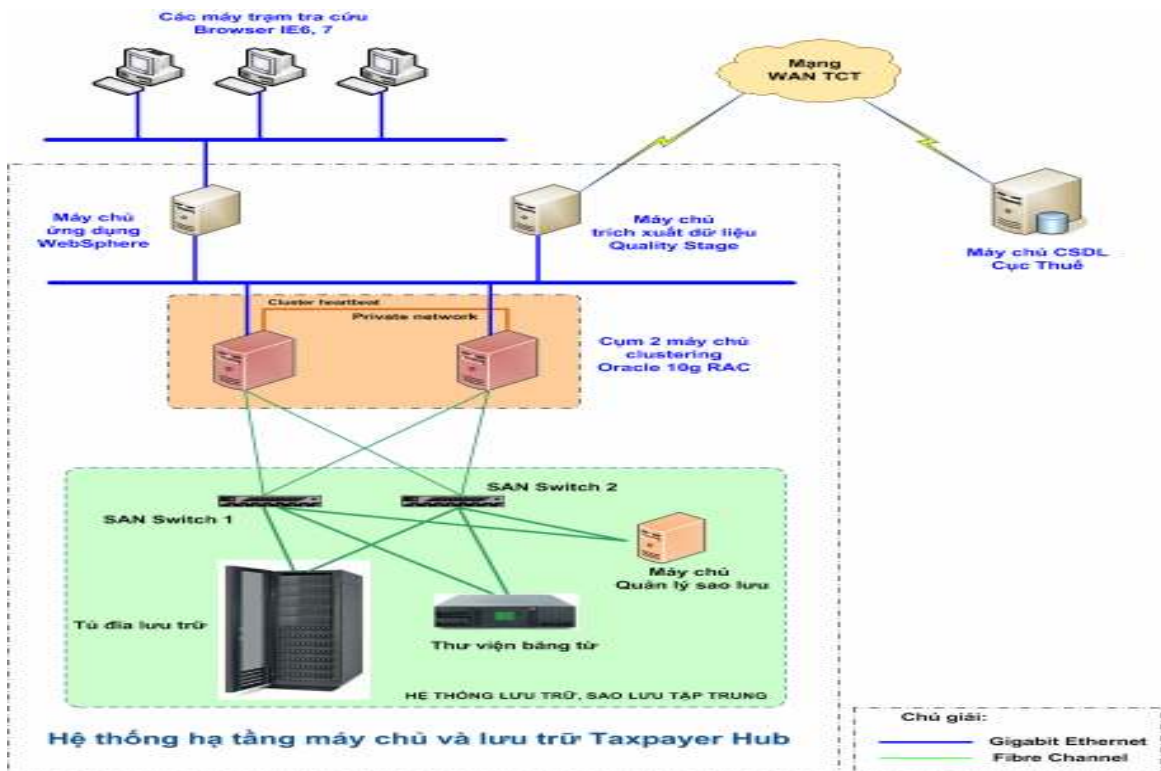 Các máy trạm tra cứu
Browser IE6, 7
Mạng
WAN TCT
Máy chủ
ứng dụng
WebSphere
Máy chủ
trích xuất dữ liệu
Quality Stage
Máy chủ CSDL
Cục Thuế
Cluster heartbeat
Private network
Cụm 2 máy chủ
clustering
Oracle 10g RAC
SAN Switch 2
SAN Switch 1
Máy chủ
Quản lý sao lưu
Tủ đĩa lưu trữ
Thư viện băng từ
HỆ THỐNG LƯU TRỮ, SAO LƯU TẬP TRUNG
Hệ thống hạ tầng máy chủ và lưu trữ Taxpayer Hub
Chú giải:
Gigabit Ethernet
Fibre Channel